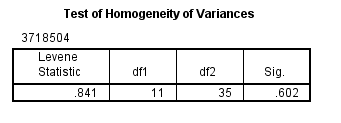 Test of Homogeneity of Variances
3718504
Levene Statistic df1 df2 Sig.
.841 11 35 .602